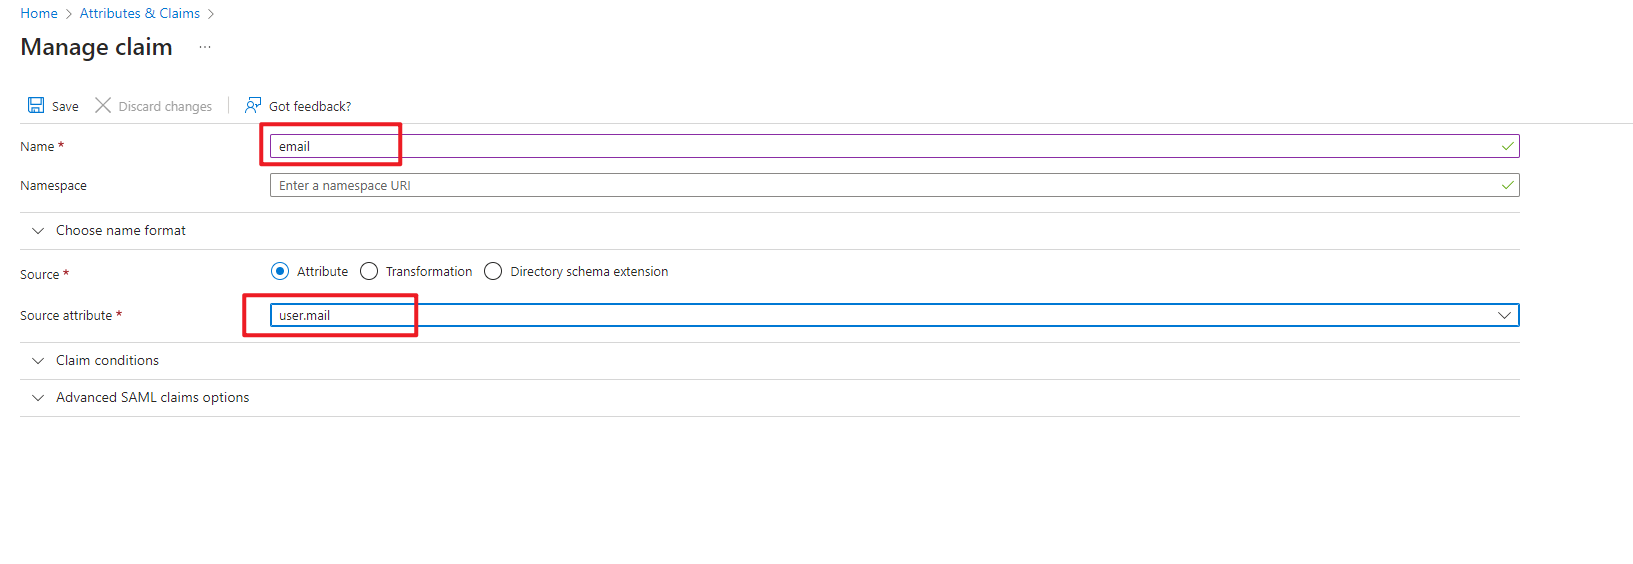 Home > Attributes & Claims >
Manage claim ...
Save Discard changes Got feedback?
Name * email
Namespace Enter a namespace URI
Choose name format
Source * Attribute Transformation Directory schema extension
Source attribute * user.mail
Claim conditions
Advanced SAML claims options